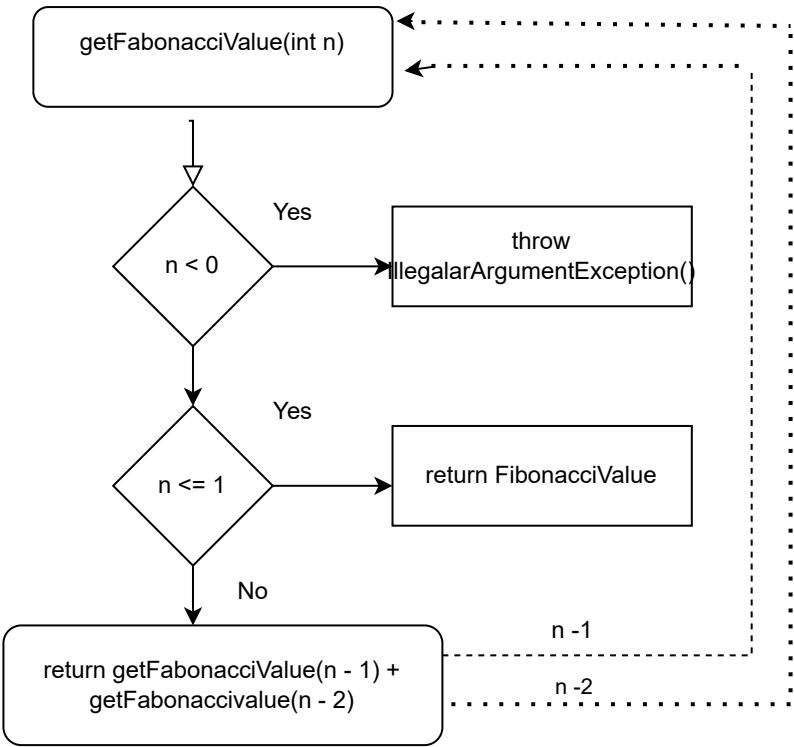 getFabonacciValue(int n)
Yes
n < 0
throw
IllegalarArgumentException()
Yes
n <= 1
return FibonacciValue
No
n -1
return getFabonacciValue(n - 1) +
getFabonaccivalue(n - 2)
n -2